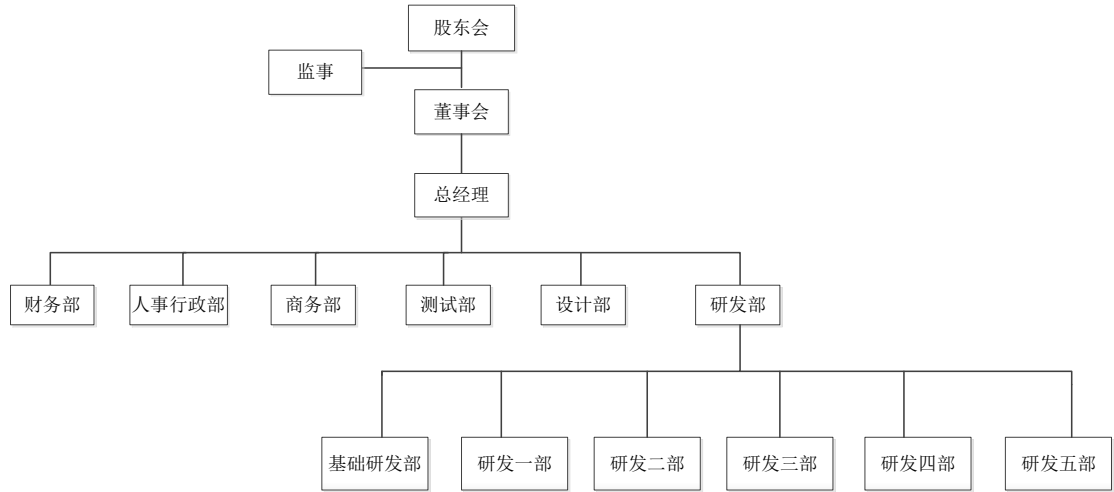 股东会
监事
董事会
总经理
财务部
人事行政部
商务部
测试部
设计部
研发部
基础研发部
研发一部
研发二部
研发三部
研发四部
研发五部